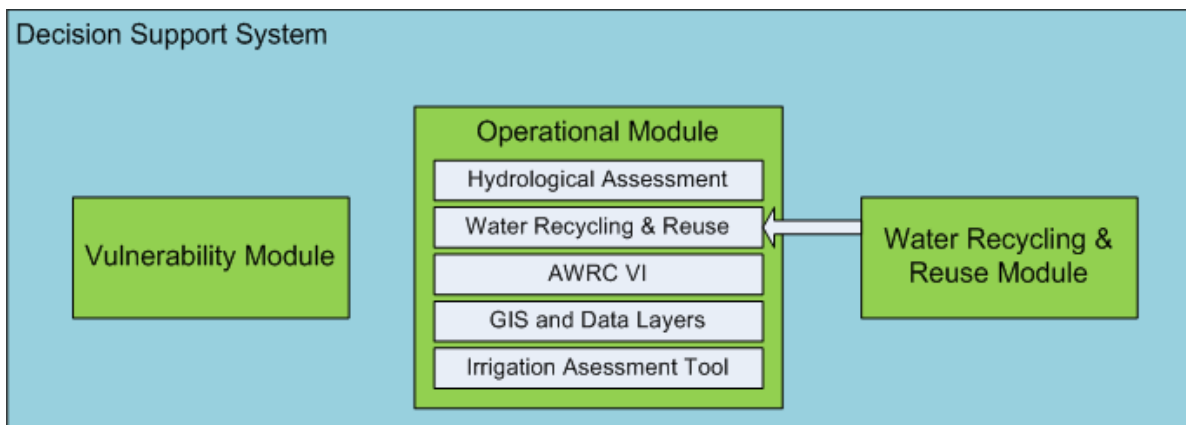 Decision Support System
Operational Module
Hydrological Assessment
Water Recycling & Reuse
AWRC VI
GIS and Data Layers
Irrigation Asessment Tool
Vulnerability Module
Water Recycling &
Reuse Module